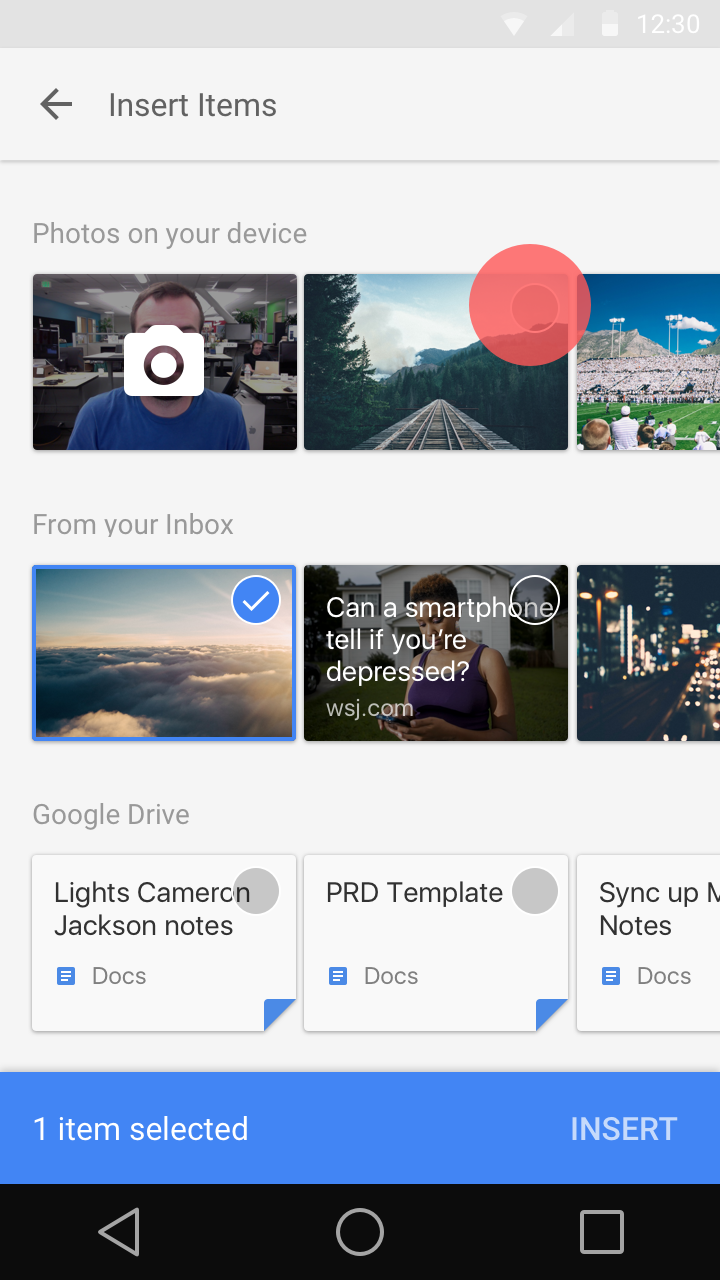 12:30
Insert Items
Photos on your device
From your Inbox
Can a smartphone
tell if you're
depressed?
wsj.com
Google Drive
Lights Cameron
Jackson notes
Docs
PRD Template
Docs
Sync up
Notes
Docs
1 item selected
INSERT